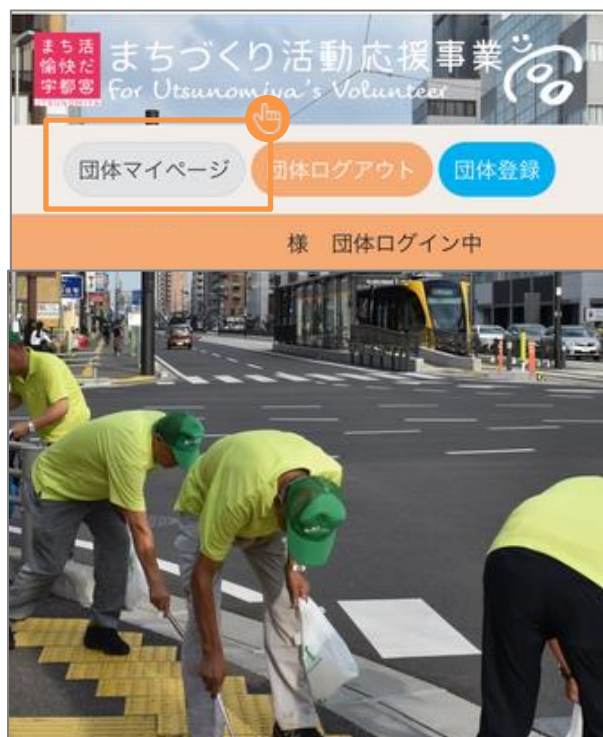 まち活
愉快だ
宇都宮
UTSUNOMIYA
まちづくり活動応援事業
for Utsunomiya's Volunteer
団体マイページ
団体ログアウト
団体登録
様 団体ログイン中